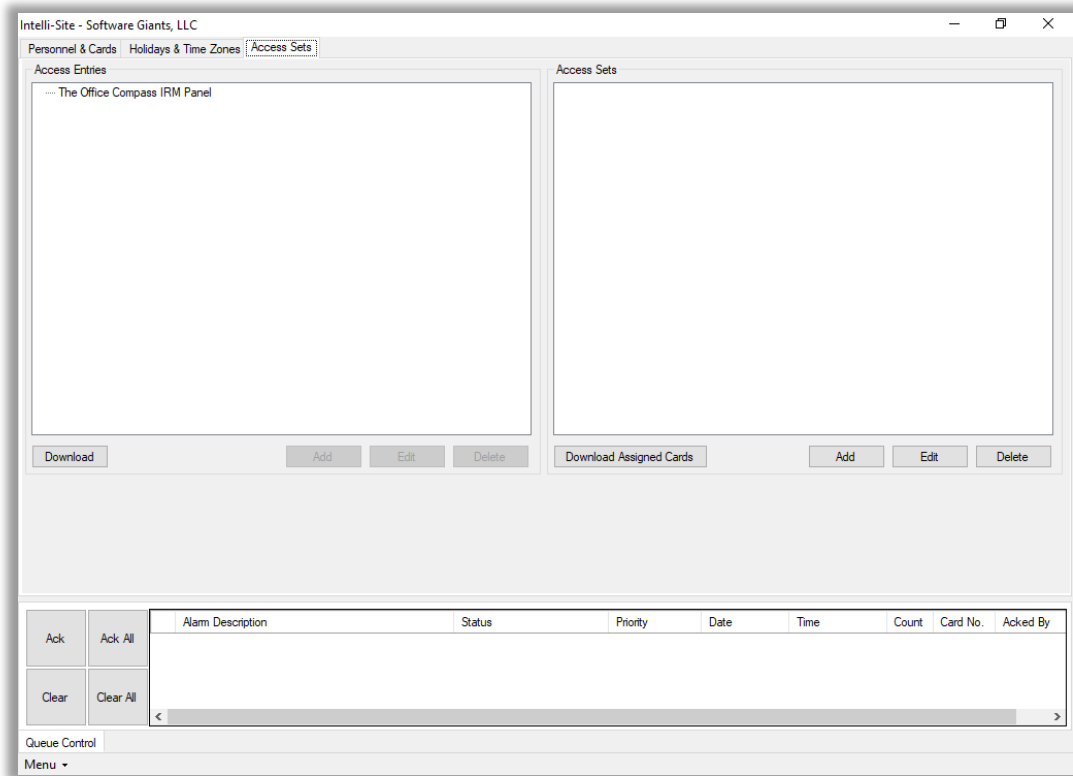 Intelli-Site - Software Giants, LLC
Personnel & Cards Holidays & Time Zones Access Sets
Access Entries Access Sets
The Office Compass IRM Panel
Download Add Edit Delete Download Assigned Cards Add Edit Delete
Alarm Description Status Priority Date Time Count Card No. Acked By
Ack Ack All
Clear Clear All
Queue Control
Menu